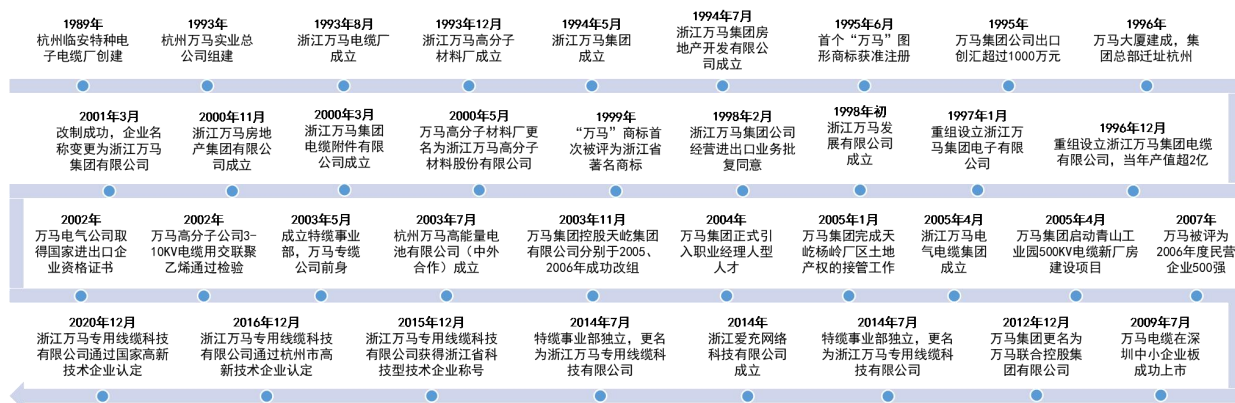 1989年
杭州临安特种电
子电缆厂创建
1993年
杭州万马实业总
公司组建
1993年8月
浙江万马电缆厂
成立
1993年12月
浙江万马高分子
材料厂成立
1994年5月
浙江万马集团
成立
1994年7月
浙江万马集团房
地产开发有限公
司成立
1995年6月
首个“万马”图
形商标获准注册
1995年
万马集团公司出口
创汇超过1000万元
1996年
万马大厦建成，集
团总部迁址杭州
2001年3月
改制成功，企业名
称变更为浙江万马
集团有限公司
2000年11月
浙江万马房地
产集团有限公
司成立
2000年3月
浙江万马集团
电缆附件有限
公司成立
2000年5月
万马高分子材料厂更
名为浙江万马高分子
材料股份有限公司
1999年
“万马”商标首
次被评为浙江省
著名商标
1998年2月
浙江万马集团公司
经营进出口业务批
复同意
1998年初
浙江万马发
展有限公司
成立
1997年1月
重组设立浙江万
马集团电子有限
公司
1996年12月
重组设立浙江万马集团电缆
有限公司，当年产值超2亿
2002年
万马电气公司取
得国家进出口企
业资格证书
2002年
万马高分子公司3-
10KV电缆用交联聚
乙烯通过检验
2003年5月
成立特缆事业
部，万马专缆
公司前身
2003年7月
杭州万马高能量电
池有限公司（中外
合作）成立
2003年11月
万马集团控股天屹集团
有限公司分别于2005、
2006年成功改组
2004年
万马集团正式引
入职业经理人型
人才
2005年1月
万马集团完成天
屹杨岭厂区土地
产权的接管工作
2005年4月
浙江万马电
气电缆集团
成立
2005年4月
万马集团启动青山工
业园500KV电缆新厂房
建设项目
2007年
万马被评为
2006年度民营
企业500强
2020年12月
浙江万马专用线缆科技
有限公司通过国家高新
技术企业认定
2016年12月
浙江万马专用线缆科技
有限公司通过杭州市高
新技术企业认定
2015年12月
浙江万马专用线缆科技
有限公司获得浙江省科
技型技术企业称号
2014年7月
特缆事业部独立，更名
为浙江万马专用线缆科
技有限公司
2014年
浙江爱充网络
科技有限公司
成立
2014年7月
特缆事业部独立，更名
为浙江万马专用线缆科
技有限公司
2012年12月
万马集团更名为
万马联合控股集
团有限公司
2009年7月
万马电缆在深
圳中小企业板
成功上市